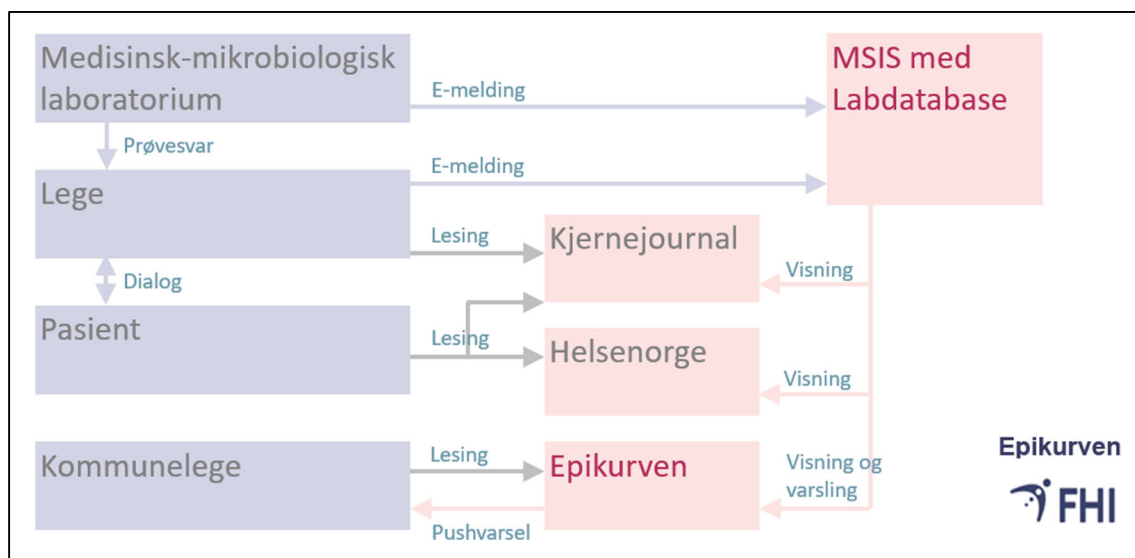 Medisinsk-mikrobiologisk
laboratorium
E-melding
MSIS med
Labdatabase
Prøvesvar
Lege
E-melding
Lesing
Kjernejournal
Dialog
Visning
Pasient
Lesing
Helsenorge
Visning
Kommunelege
Lesing
Epikurven
Visning og
varsling
Pushvarsel
Epikurven
FHI